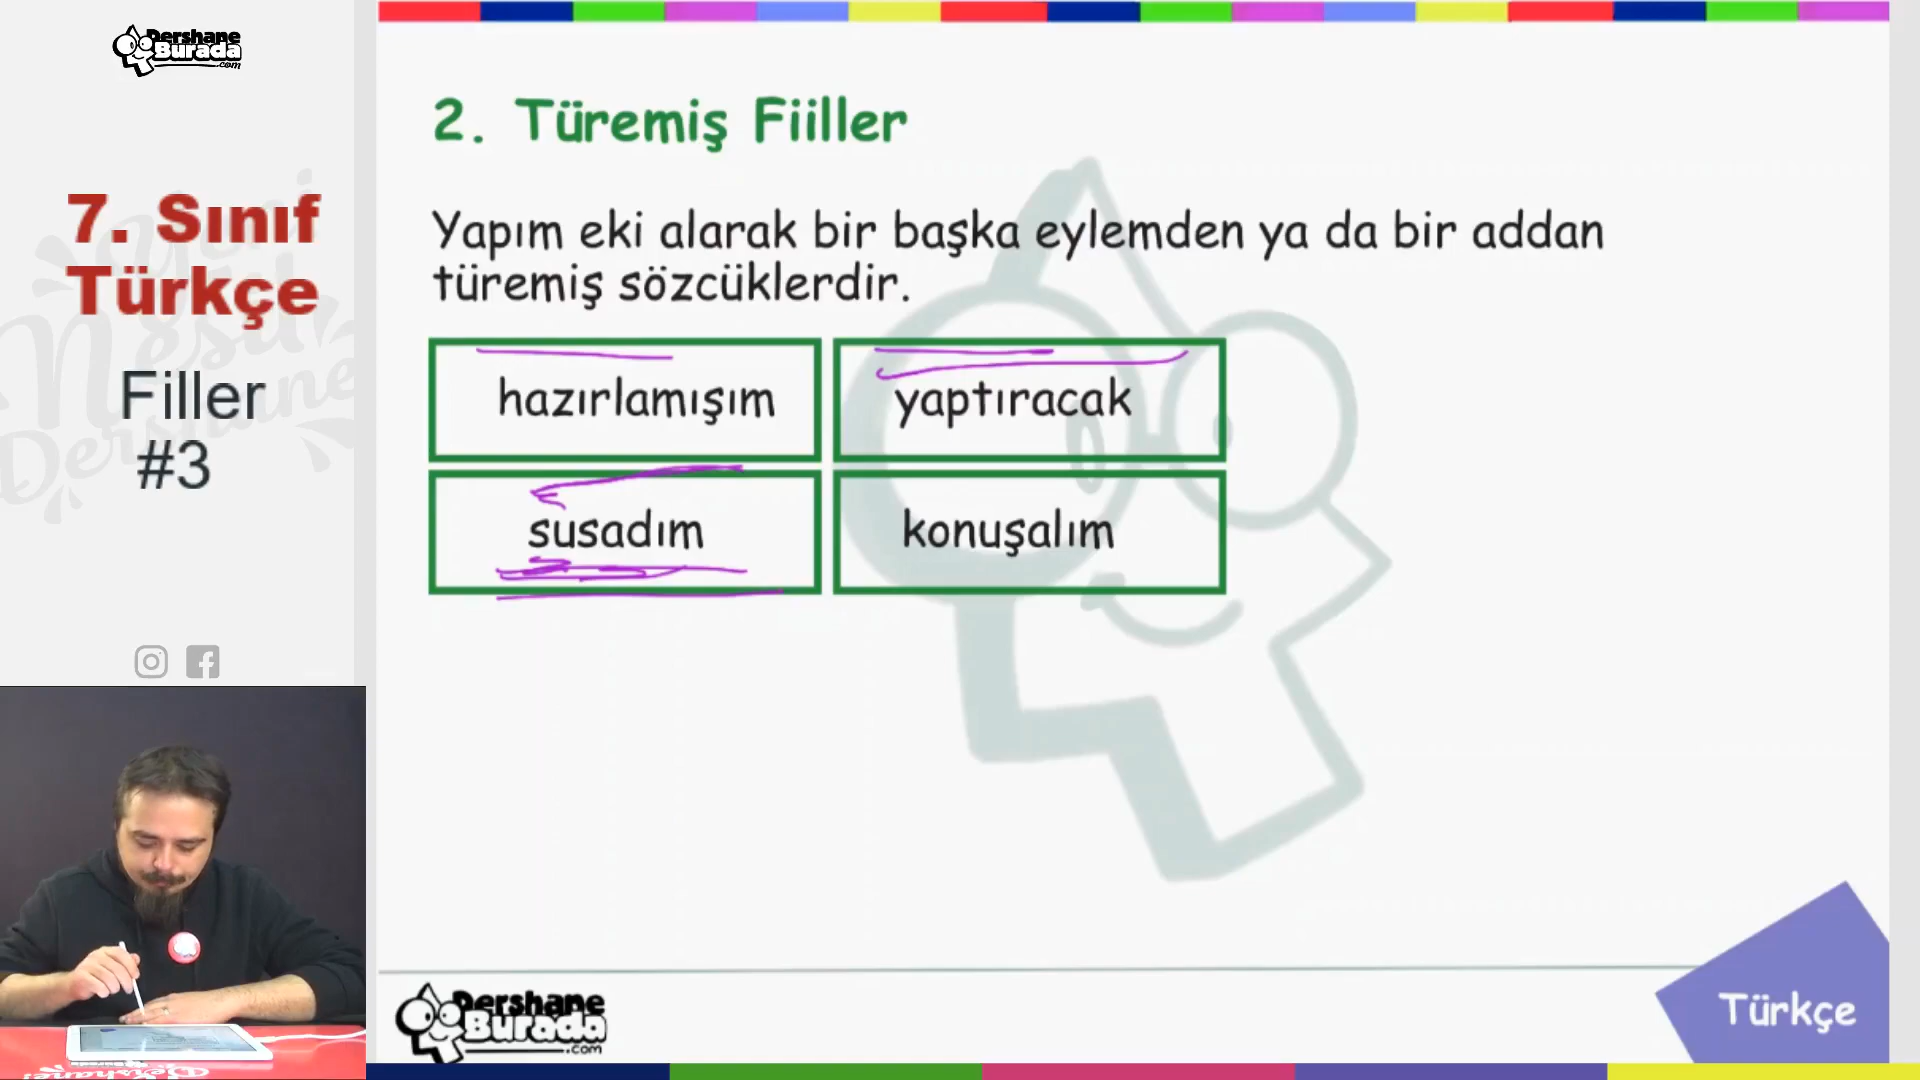 Dershane
Burada
.com
7. Sınıf
Türkçe
Filler
#3
2. Türemiş Fiiller
Yapım eki alarak bir başka eylemden ya da bir addan
türemiş sözcüklerdir.
hazırlamışım
yaptıracak
susadım
konuşalım
Dershane
Burada
.com
Türkçe